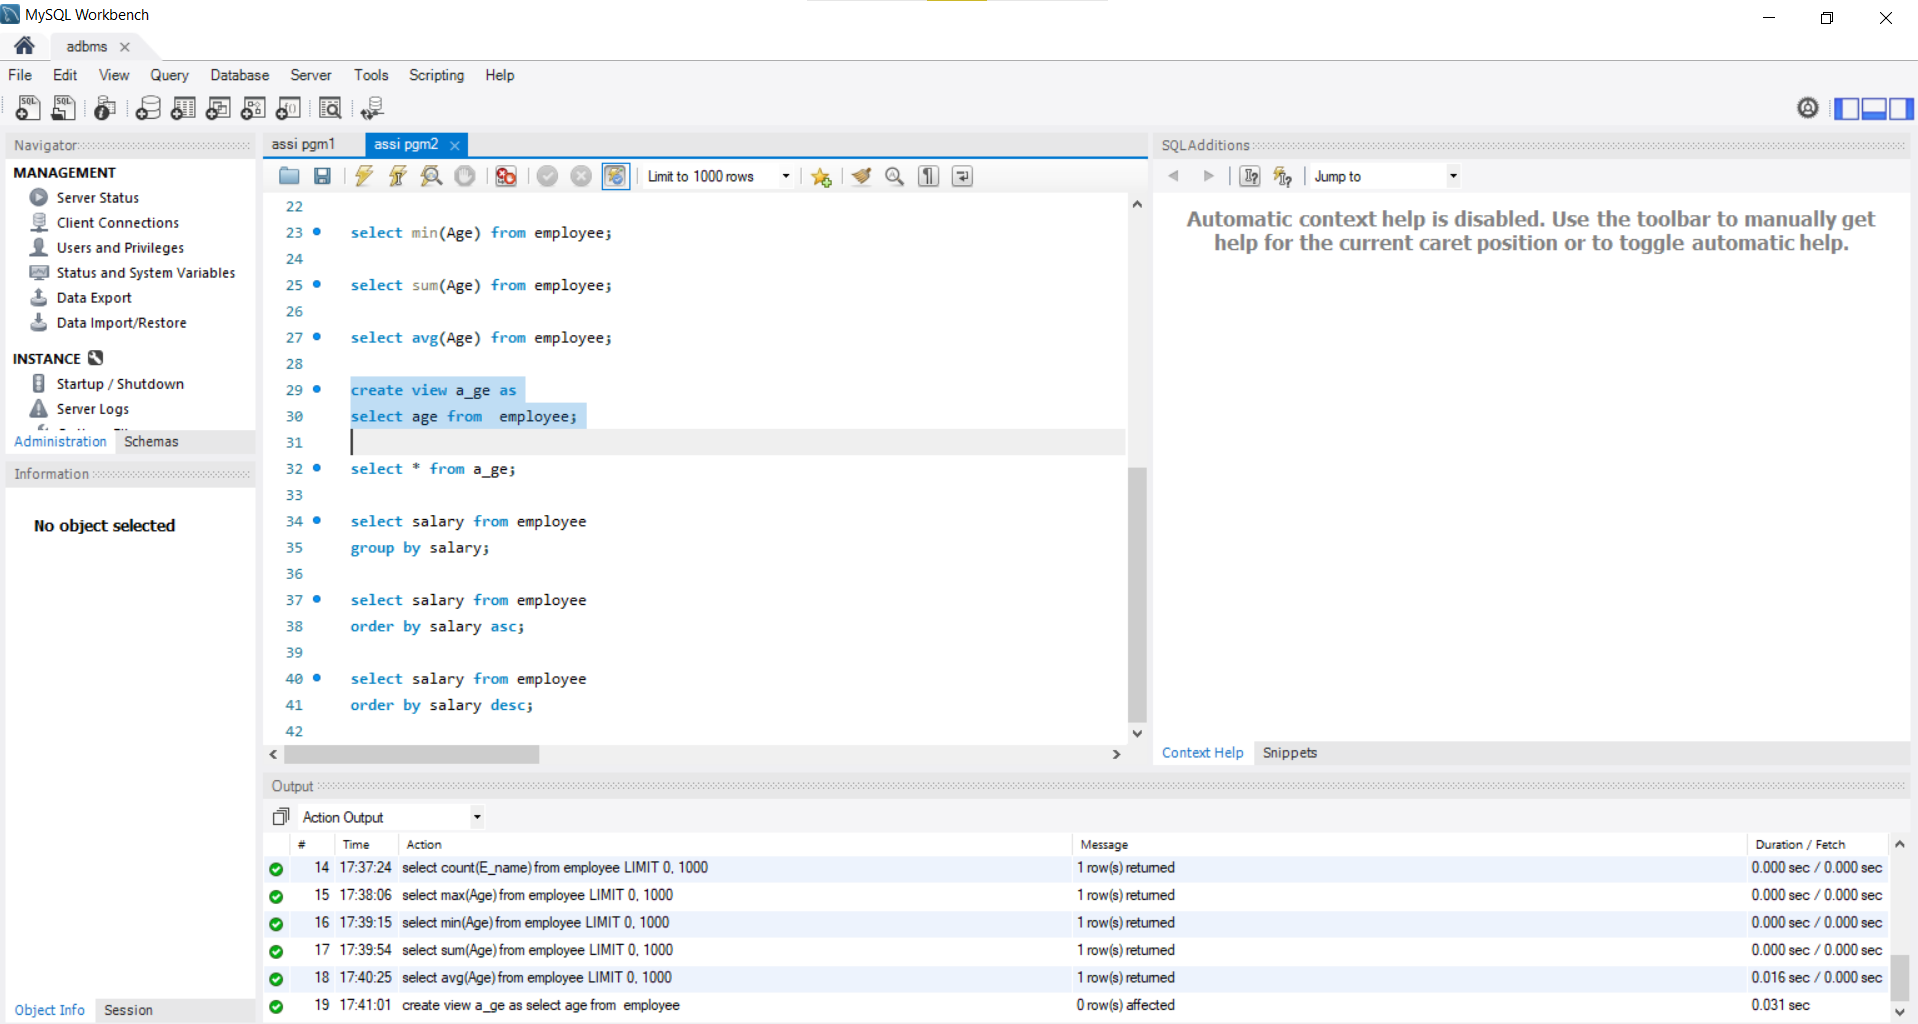 MySQL Workbench
adbms
File Edit View Query Database Server Tools Scripting Help
Navigator
MANAGEMENT
Server Status
Client Connections
Users and Privileges
Status and System Variables
Data Export
Data Import/Restore
INSTANCE
Startup / Shutdown
Server Logs
Administration Schemas
Information
No object selected
Object Info Session
assi pgm1 assi pgm2
Limit to 1000 rows
22
23 select min(Age) from employee;
24
25 select sum(Age) from employee;
26
27 select avg(Age) from employee;
28
29 create view a_ge as
30 select age from  employee;
31
32 select * from a_ge;
33
34 select salary from employee
35 group by salary;
36
37 select salary from employee
38 order by salary asc;
39
40 select salary from employee
41 order by salary desc;
42
SQLAdditions
Jump to
Automatic context help is disabled. Use the toolbar to manually get
help for the current caret position or to toggle automatic help.
Context Help Snippets
Output
Action Output
# Time Action Message Duration / Fetch
14 17:37:24 select count(E_name) from employee LIMIT 0, 1000 1 row(s) returned 0.000 sec / 0.000 sec
15 17:38:06 select max(Age) from employee LIMIT 0, 1000 1 row(s) returned 0.000 sec / 0.000 sec
16 17:39:15 select min(Age) from employee LIMIT 0, 1000 1 row(s) returned 0.000 sec / 0.000 sec
17 17:39:54 select sum(Age) from employee LIMIT 0, 1000 1 row(s) returned 0.000 sec / 0.000 sec
18 17:40:25 select avg(Age) from employee LIMIT 0, 1000 1 row(s) returned 0.016 sec / 0.000 sec
19 17:41:01 create view a_ge as select age from  employee 0 row(s) affected 0.031 sec